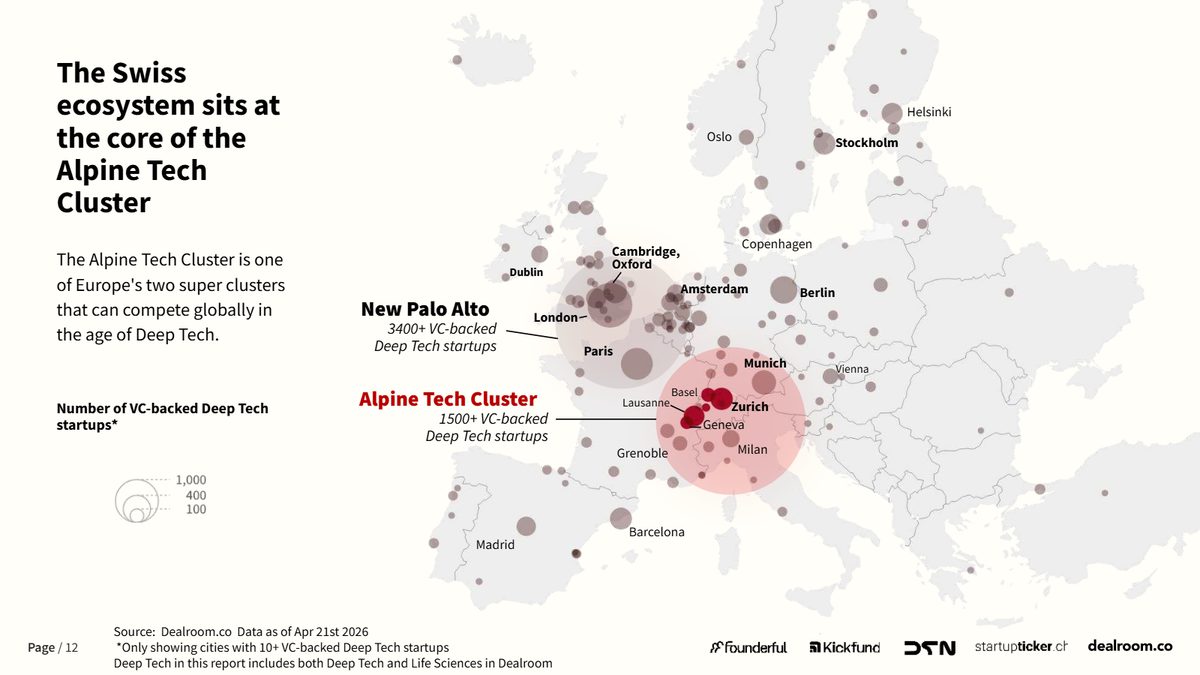 The Swiss
ecosystem sits at
the core of the
Alpine Tech
Cluster
The Alpine Tech Cluster is one
of Europe's two super clusters
that can compete globally in
the age of Deep Tech.
Number of VC-backed Deep Tech
startups*
1,000
400
100
Helsinki
Oslo
Stockholm
Copenhagen
Dublin
Cambridge,
Oxford
Amsterdam
Berlin
New Palo Alto
3400+ VC-backed
Deep Tech startups
London
Paris
Munich
Vienna
Alpine Tech Cluster
1500+ VC-backed
Deep Tech startups
Basel
Lausanne
Zurich
Geneva
Grenoble
Milan
Madrid
Barcelona
Page / 12
Source: Dealroom.co Data as of Apr 21st 2026
*Only showing cities with 10+ VC-backed Deep Tech startups
Deep Tech in this report includes both Deep Tech and Life Sciences in Dealroom
Founderful
Kickfund
DSN
startupticker.ch
dealroom.co